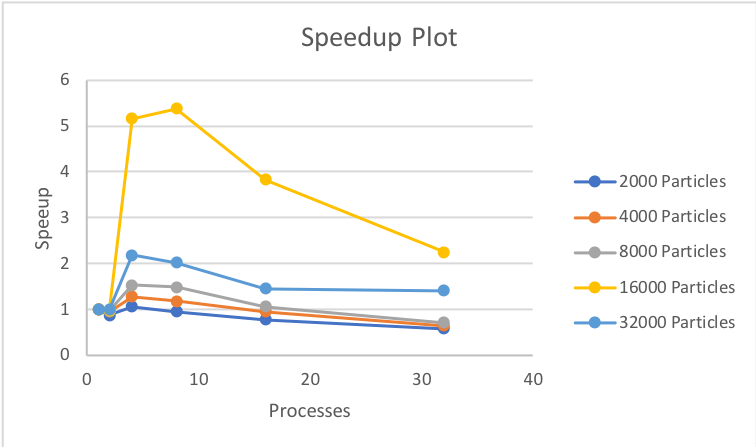 Speedup Plot
6
5
4
3
2
1
0
Speeup
0 10 20 30 40
Processes
2000 Particles
4000 Particles
8000 Particles
16000 Particles
32000 Particles